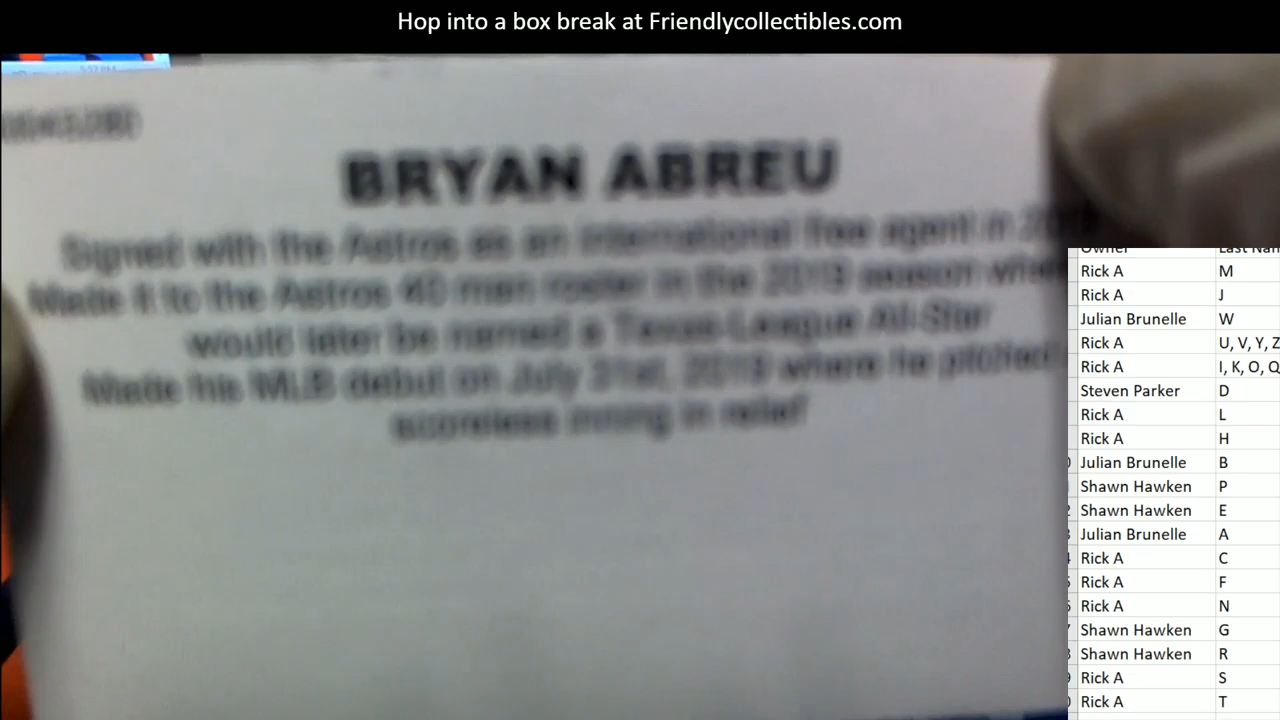 Hop into a box break at Friendlycollectibles.com
BRYAN ABREU
Signed with the Astros as an international free agent in
Made it to the Astros 40 man roster in the 2019 season where
would later be named a Texas League All-Star
Made his MLB debut on July 31st, 2019 where he pitched
scoreless inning in relief
Owner Last Nam
Rick A M
Rick A J
Julian Brunelle W
Rick A U, V, Y, Z
Rick A I, K, O, Q
Steven Parker D
Rick A L
Rick A H
Julian Brunelle B
Shawn Hawken P
Shawn Hawken E
Julian Brunelle A
Rick A C
Rick A F
Rick A N
Shawn Hawken G
Shawn Hawken R
Rick A S
Rick A T